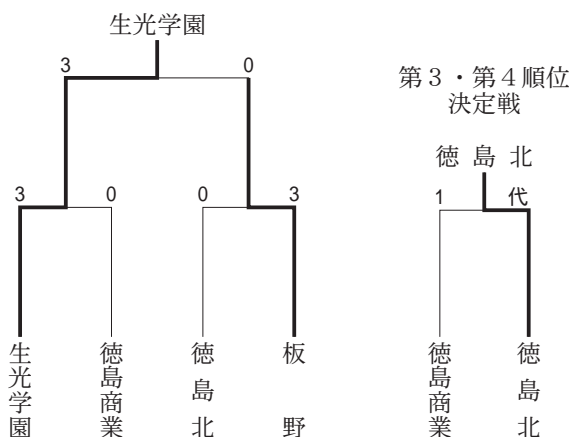 生光学園
3 0
3 0 0 3
生光学園
徳島商業
徳島北
板野
第3・第4順位
決定戦
徳島北
1 代
徳島商業
徳島北